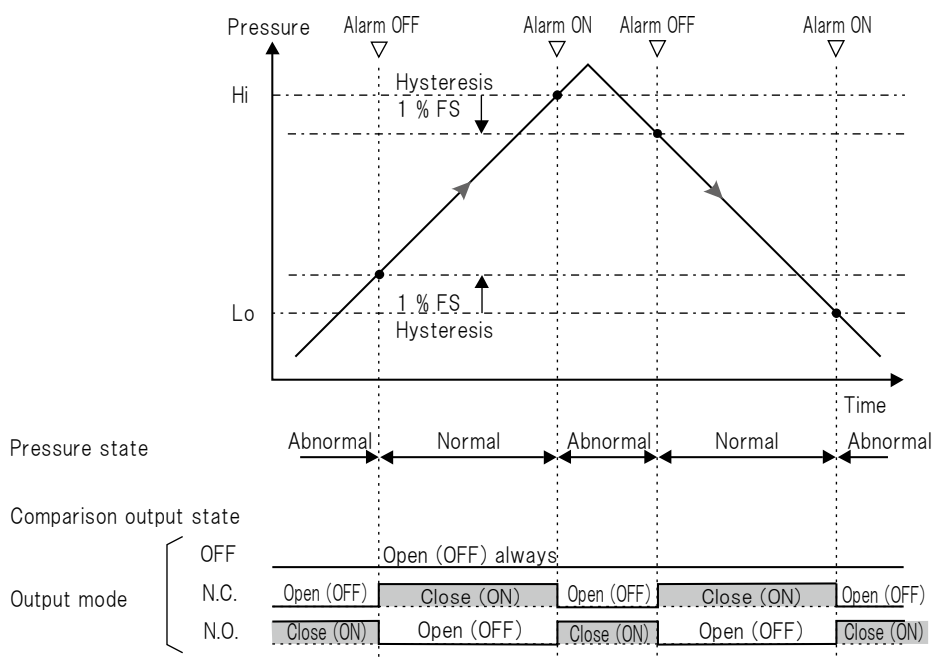 Pressure Alarm OFF Alarm ON Alarm OFF Alarm ON
Hi
Hysteresis
1 % FS
1 % FS
Lo
Hysteresis
Time
Pressure state Abnormal Normal Abnormal Normal Abnormal
Comparison output state
OFF Open (OFF) always
Output mode
N.C. Open (OFF) Close (ON) Open (OFF) Close (ON) Open (OFF)
N.O. Close (ON) Open (OFF) Close (ON) Open (OFF) Close (ON)